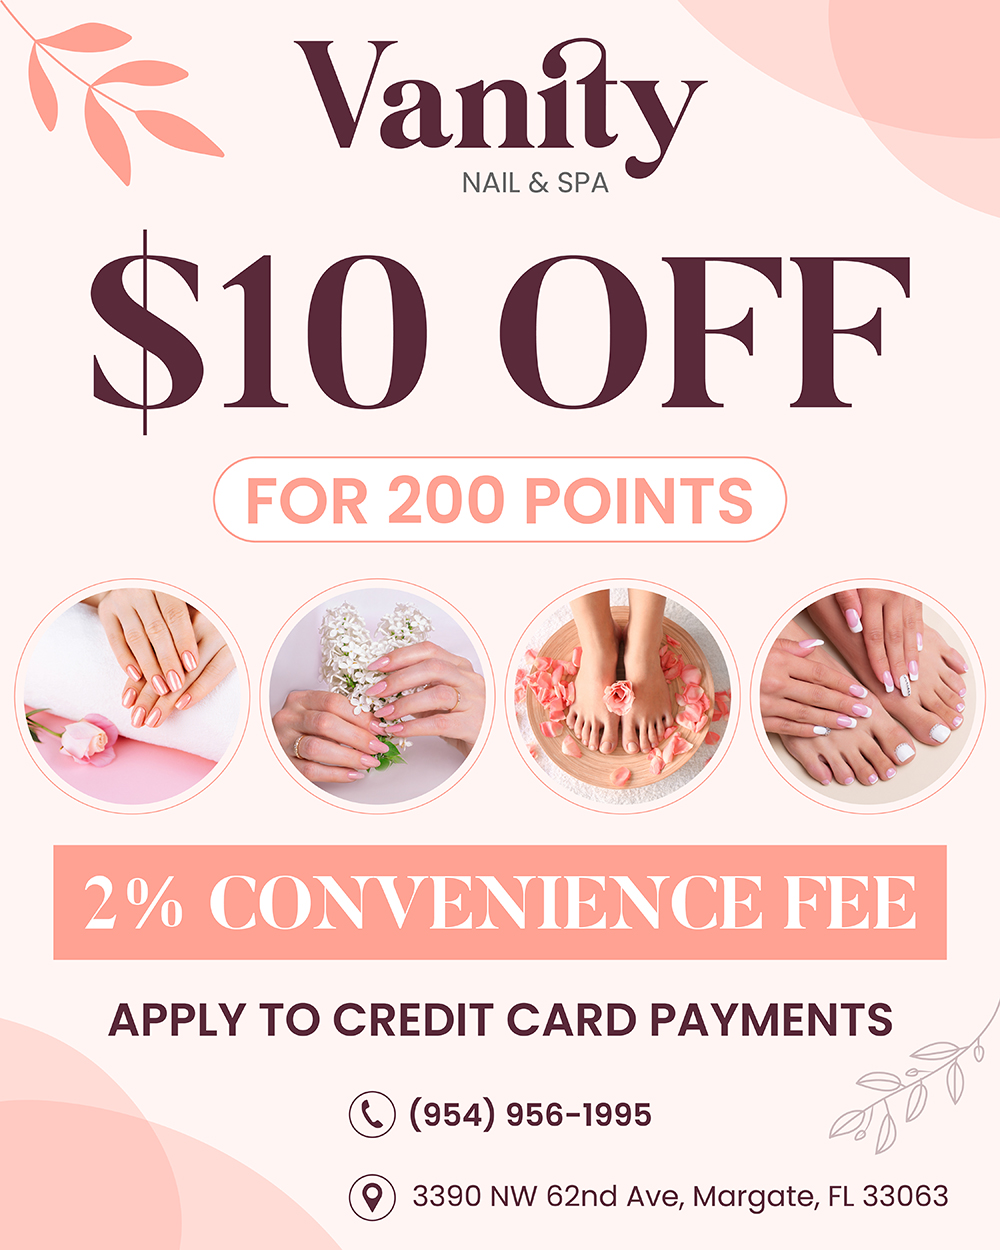 Vanity
NAIL & SPA
$10 OFF
FOR 200 POINTS
2% CONVENIENCE FEE
APPLY TO CREDIT CARD PAYMENTS
(954) 956-1995
3390 NW 62nd Ave, Margate, FL 33063